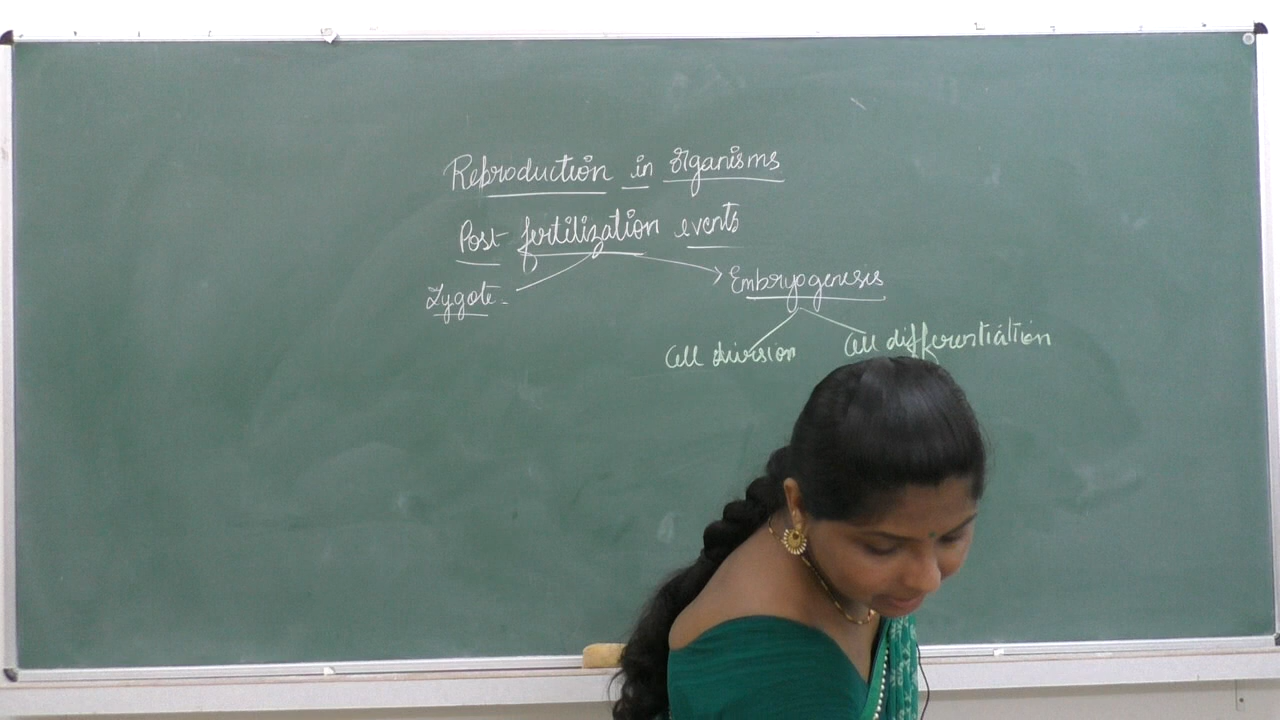 Reproduction in organisms
Post fertilization events
Zygote
Embryogenesis
Cell division
Cell differentiation